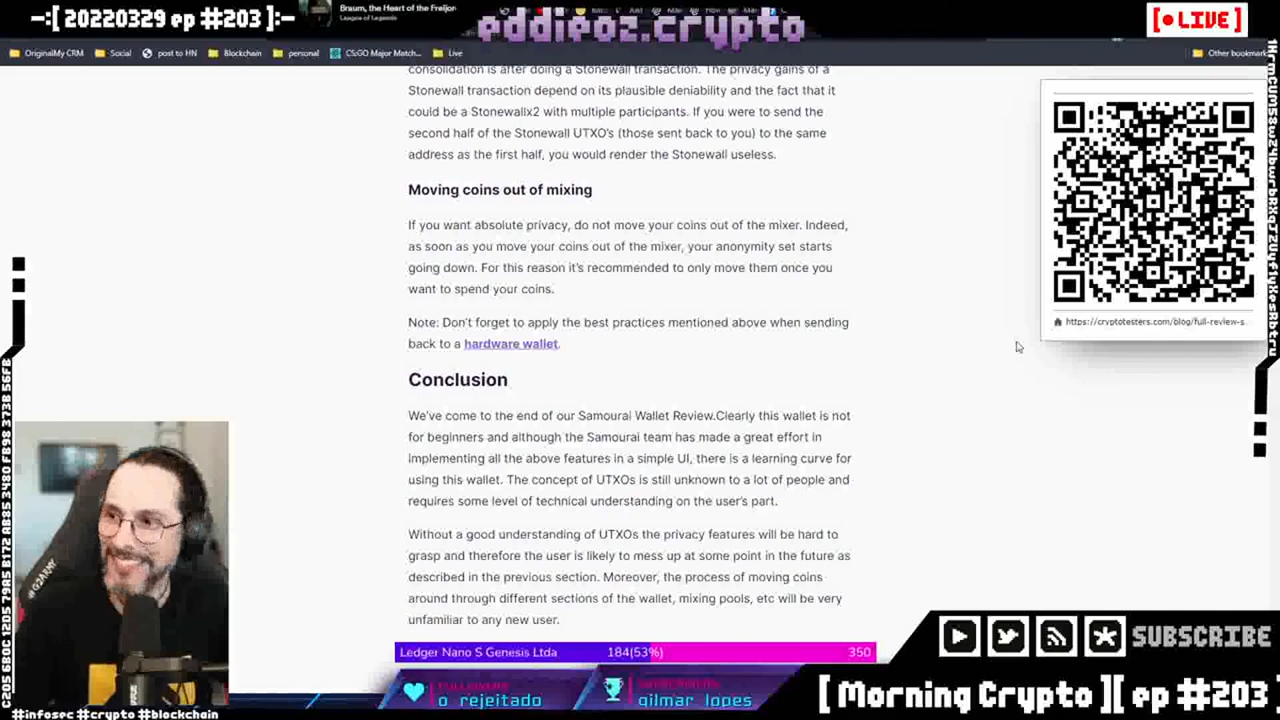 -:[ 20220329 ep #203 ]:-
Braum, the Heart of the Freljor
League of Legends
eddieoz.crypto
[• LIVE]
OriginalMy CRM
Social
post to HN
Blockchain
personal
CS:GO Major Match...
Live
Other bookmark
consolidation is after doing a Stonewall transaction. The privacy gains of a
Stonewall transaction depend on its plausible deniability and the fact that it
could be a Stonewallx2 with multiple participants. If you were to send the
second half of the Stonewall UTXO's (those sent back to you) to the same
address as the first half, you would render the Stonewall useless.
Moving coins out of mixing
If you want absolute privacy, do not move your coins out of the mixer. Indeed,
as soon as you move your coins out of the mixer, your anonymity set starts
going down. For this reason it's recommended to only move them once you
want to spend your coins.
Note: Don't forget to apply the best practices mentioned above when sending
back to a hardware wallet.
Conclusion
We've come to the end of our Samourai Wallet Review.Clearly this wallet is not
for beginners and although the Samourai team has made a great effort in
implementing all the above features in a simple UI, there is a learning curve for
using this wallet. The concept of UTXOs is still unknown to a lot of people and
requires some level of technical understanding on the user's part.
Without a good understanding of UTXOs the privacy features will be hard to
grasp and therefore the user is likely to mess up at some point in the future as
described in the previous section. Moreover, the process of moving coins
around through different sections of the wallet, mixing pools, etc will be very
unfamiliar to any new user.
https://cryptotesters.com/blog/full-review-s
C205 5B0C 1205 79A5 B172 AB35 3480 F898 3738 56FB
Ledger Nano S Genesis Ltda
184(53%)
350
o rejeitado
gilmar lopes
SUBSCRIBE
[ Morning Crypto ][ ep #203 ]
#infosec #crypto #blockchain